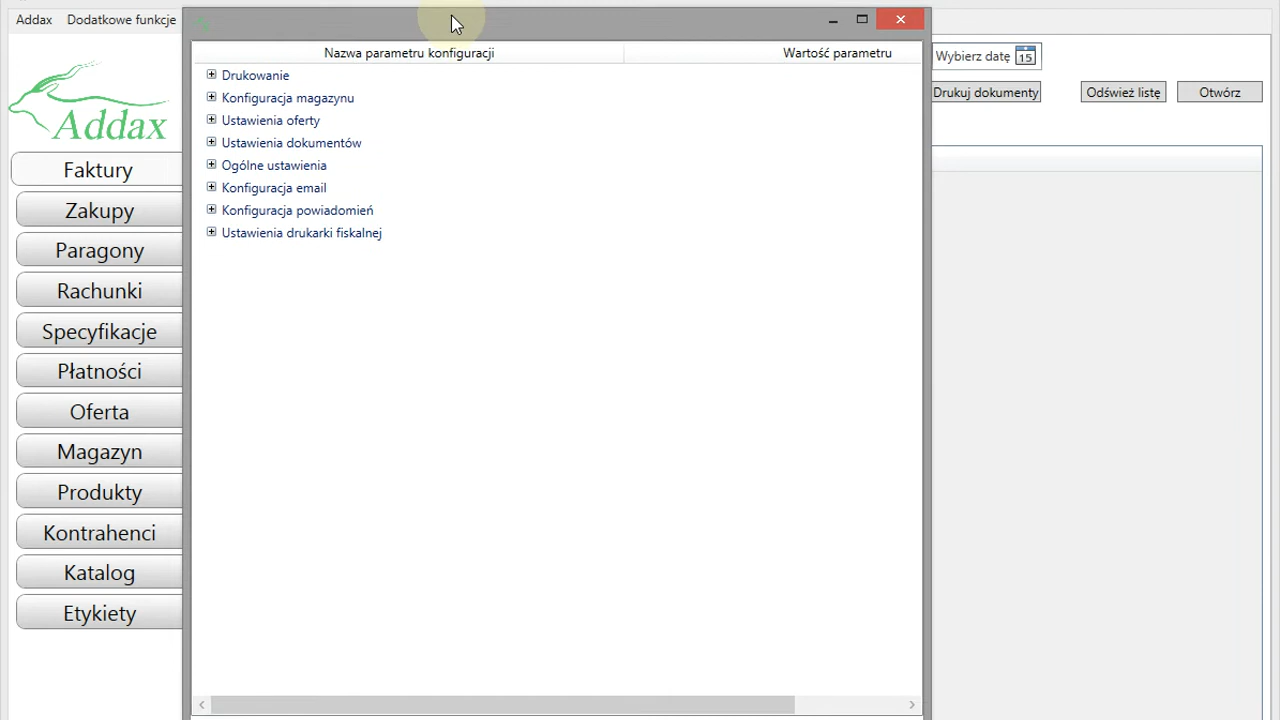 Addax
Dodatkowe funkcje
Addax
Faktury
Zakupy
Paragony
Rachunki
Specyfikacje
Płatności
Oferta
Magazyn
Produkty
Kontrahenci
Katalog
Etykiety
Nazwa parametru konfiguracji
Wartość parametru
Drukowanie
Konfiguracja magazynu
Ustawienia oferty
Ustawienia dokumentów
Ogólne ustawienia
Konfiguracja email
Konfiguracja powiadomień
Ustawienia drukarki fiskalnej
Wybierz datę
15
Drukuj dokumenty
Odśwież listę
Otwórz